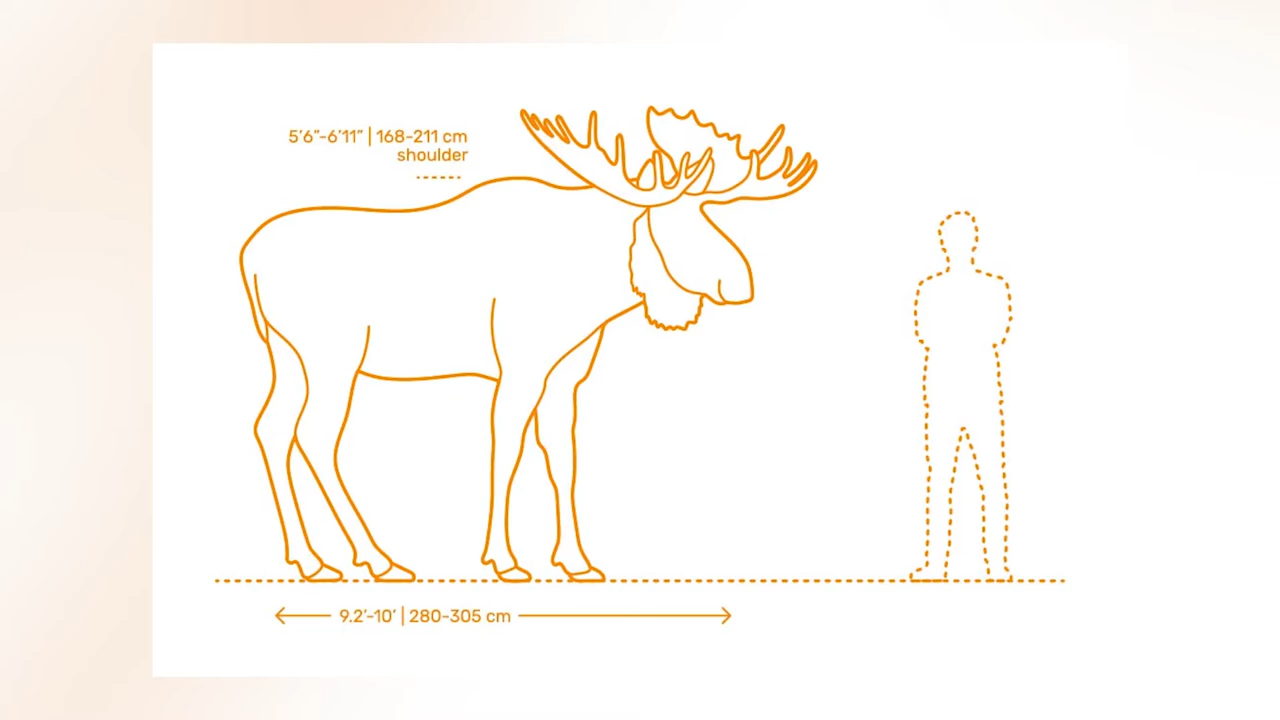 5’6”-6’11” | 168-211 cm
shoulder
9.2’-10’ | 280-305 cm